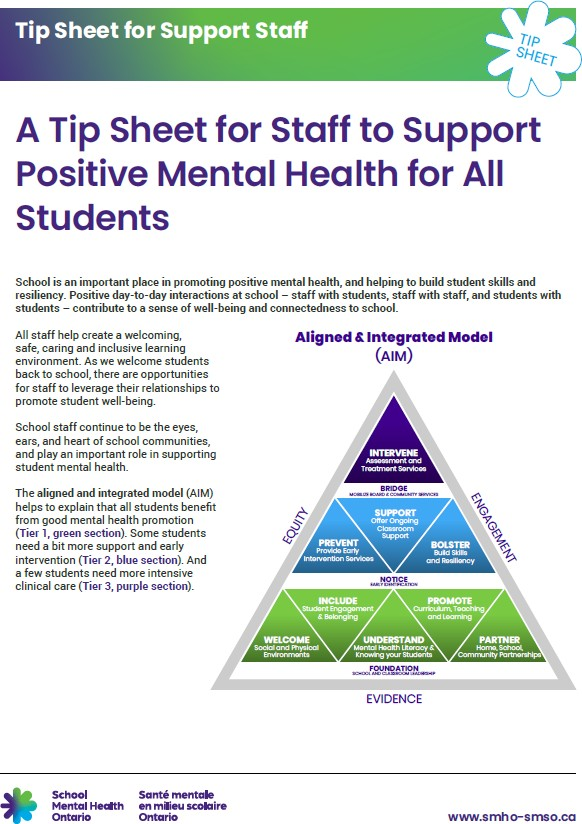 Tip Sheet for Support Staff
TIP
SHEET
A Tip Sheet for Staff to Support
Positive Mental Health for All
Students
School is an important place in promoting positive mental health, and helping to build student skills and
resiliency. Positive day-to-day interactions at school – staff with students, staff with staff, and students with
students – contribute to a sense of well-being and connectedness to school.
All staff help create a welcoming,
safe, caring and inclusive learning
environment. As we welcome students
back to school, there are opportunities
for staff to leverage their relationships to
promote student well-being.
School staff continue to be the eyes,
ears, and heart of school communities,
and play an important role in supporting
student mental health.
The aligned and integrated model (AIM)
helps to explain that all students benefit
from good mental health promotion
(Tier 1, green section). Some students
need a bit more support and early
intervention (Tier 2, blue section). And
a few students need more intensive
clinical care (Tier 3, purple section).
Aligned & Integrated Model
(AIM)
INTERVENE
Assessment and
Treatment Services
BRIDGE
MOBILIZE BOARD & COMMUNITY SERVICES
EQUITY
ENGAGEMENT
SUPPORT
Offer Ongoing
Classroom
Support
PREVENT
Provide Early
Intervention Services
BOLSTER
Build Skills
and Resiliency
NOTICE
EARLY IDENTIFICATION
INCLUDE
Student Engagement
& Belonging
PROMOTE
Curriculum, Teaching
and Learning
WELCOME
Social and Physical
Environments
UNDERSTAND
Mental Health Literacy &
Knowing your Students
PARTNER
Home, School,
Community Partnerships
FOUNDATION
SCHOOL AND CLASSROOM LEADERSHIP
EVIDENCE
School
Mental Health
Ontario
Santé mentale
en milieu scolaire
Ontario
www.smho-smso.ca